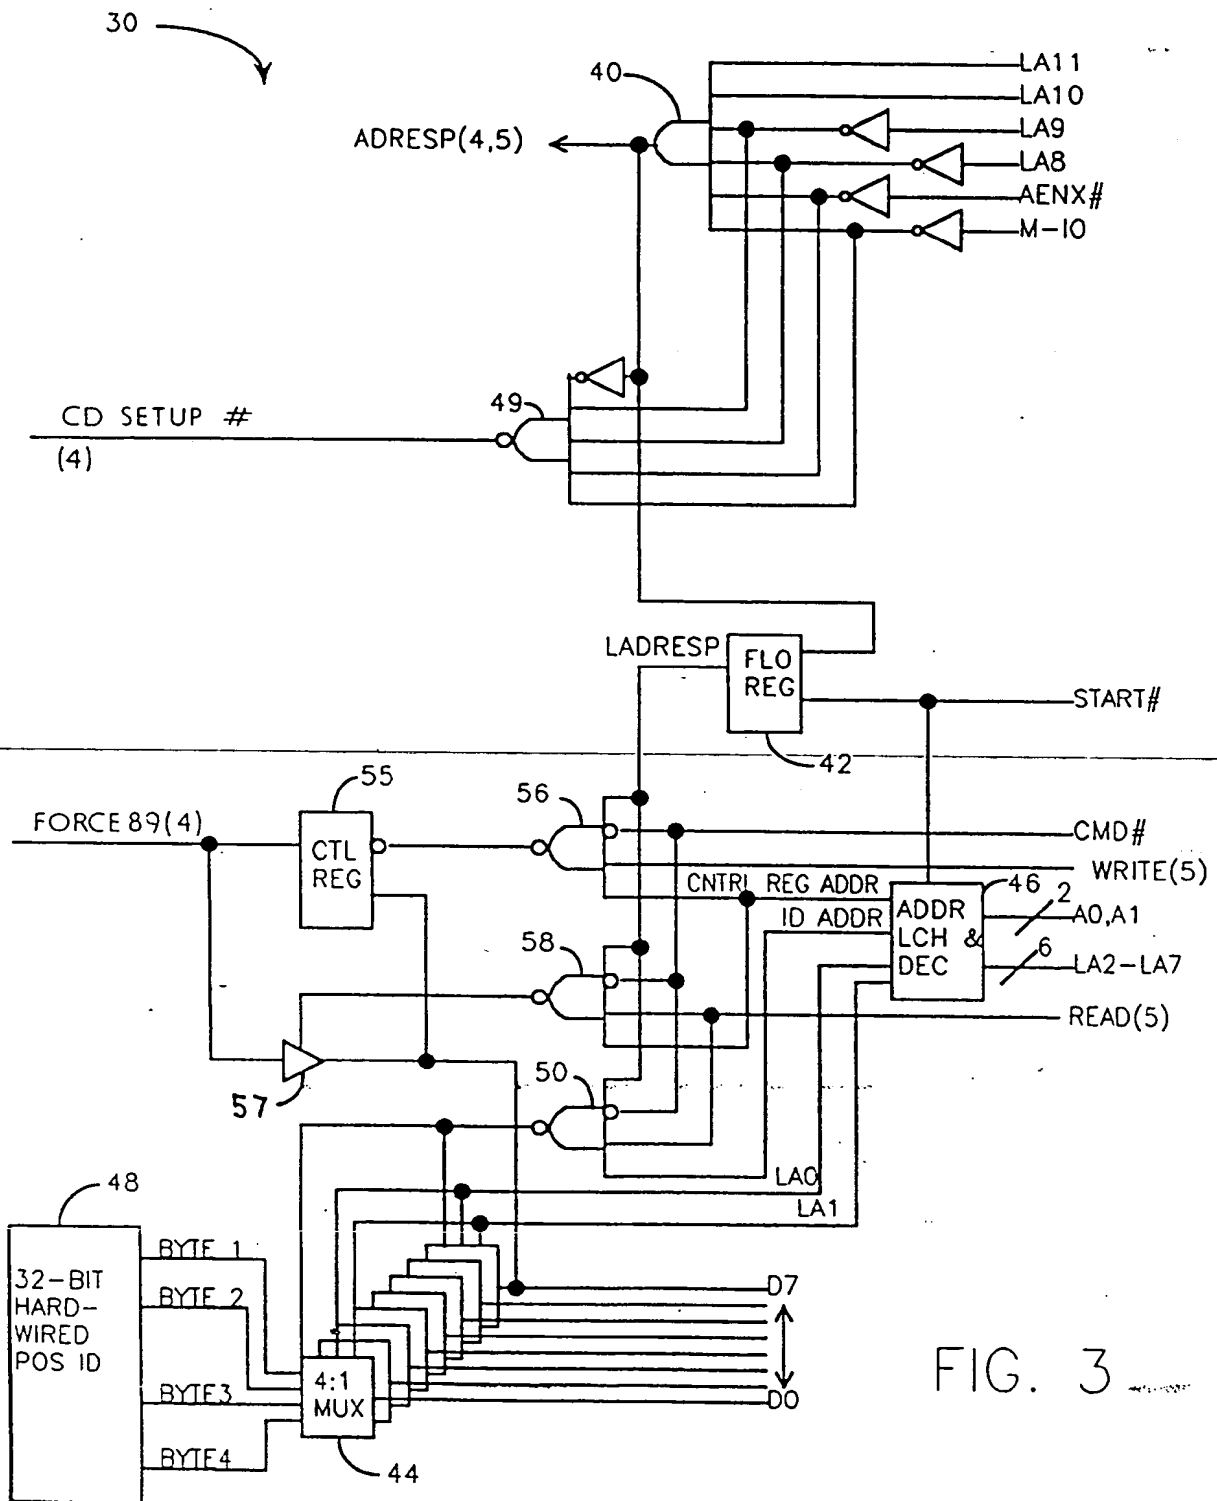 30
40
LA11
LA10
LA9
LA8
AENX#
M-IO
ADRESP(4,5)
49
CD SETUP #
(4)
LADRESP
FLO
REG
START#
42
55
56
FORCE89(4)
CTL
REG
CMD#
WRITE(5)
CNTRL REG ADDR
46
2
A0,A1
ID ADDR
ADDR
LCH &
DEC
6
LA2-LA7
58
READ(5)
57
50
LA0
LA1
48
32-BIT
HARD-
WIRED
POS ID
BYTE 1
BYTE 2
BYTE3
BYTE4
4:1
MUX
44
D7
D0
FIG. 3